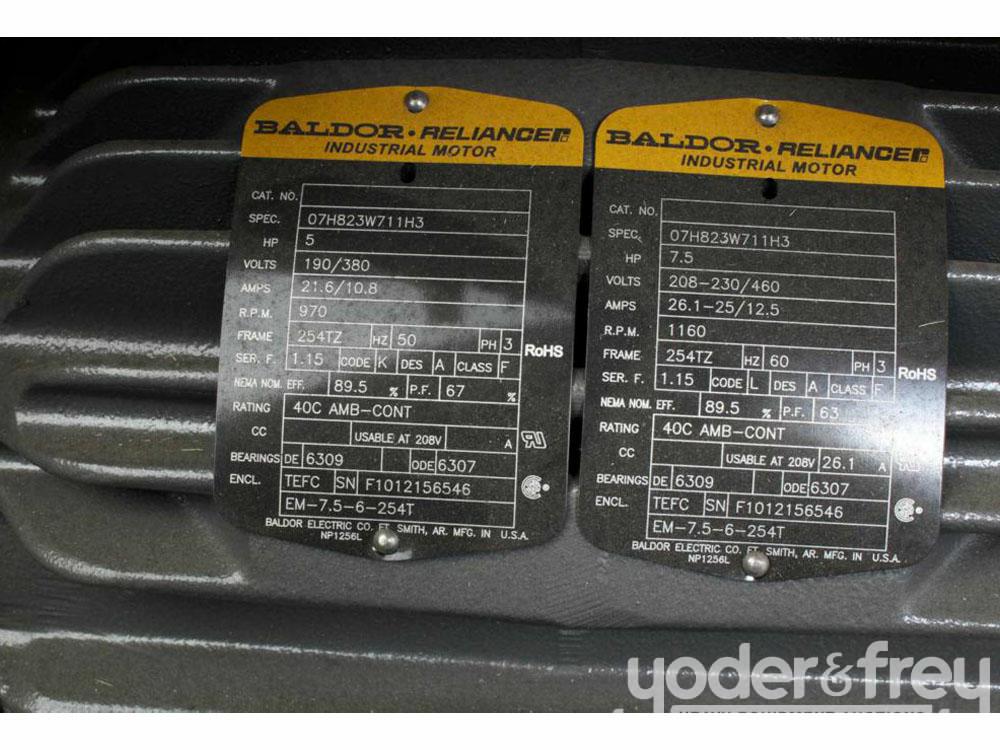 BALDOR • RELIANCE
INDUSTRIAL MOTOR
CAT. NO.
SPEC. 07H823W711H3
HP 5
VOLTS 190/380
AMPS 21.6/10.8
R.P.M. 970
FRAME 254TZ HZ 50 PH 3
SER. F. 1.15 CODE K DES A CLASS F
RoHS
NEMA NOM. EFF. 89.5 % P.F. 67 %
RATING 40C AMB-CONT
CC USABLE AT 208V A
BEARINGS DE 6309 ODE 6307
ENCL. TEFC SN F1012156546
EM-7.5-6-254T
BALDOR ELECTRIC CO. FT. SMITH, AR. MFG. IN U.S.A.
NP1256L
BALDOR • RELIANCE
INDUSTRIAL MOTOR
CAT. NO.
SPEC. 07H823W711H3
HP 7.5
VOLTS 208-230/460
AMPS 26.1-25/12.5
R.P.M. 1160
FRAME 254TZ HZ 60 PH 3
SER. F. 1.15 CODE L DES A CLASS F
RoHS
NEMA NOM. EFF. 89.5 % P.F. 63
RATING 40C AMB-CONT
CC USABLE AT 208V 26.1 A
BEARINGS DE 6309 ODE 6307
ENCL. TEFC SN F1012156546
EM-7.5-6-254T
BALDOR ELECTRIC CO. FT. SMITH, AR. MFG. IN U.S.A.
NP1256L
yoder&frey